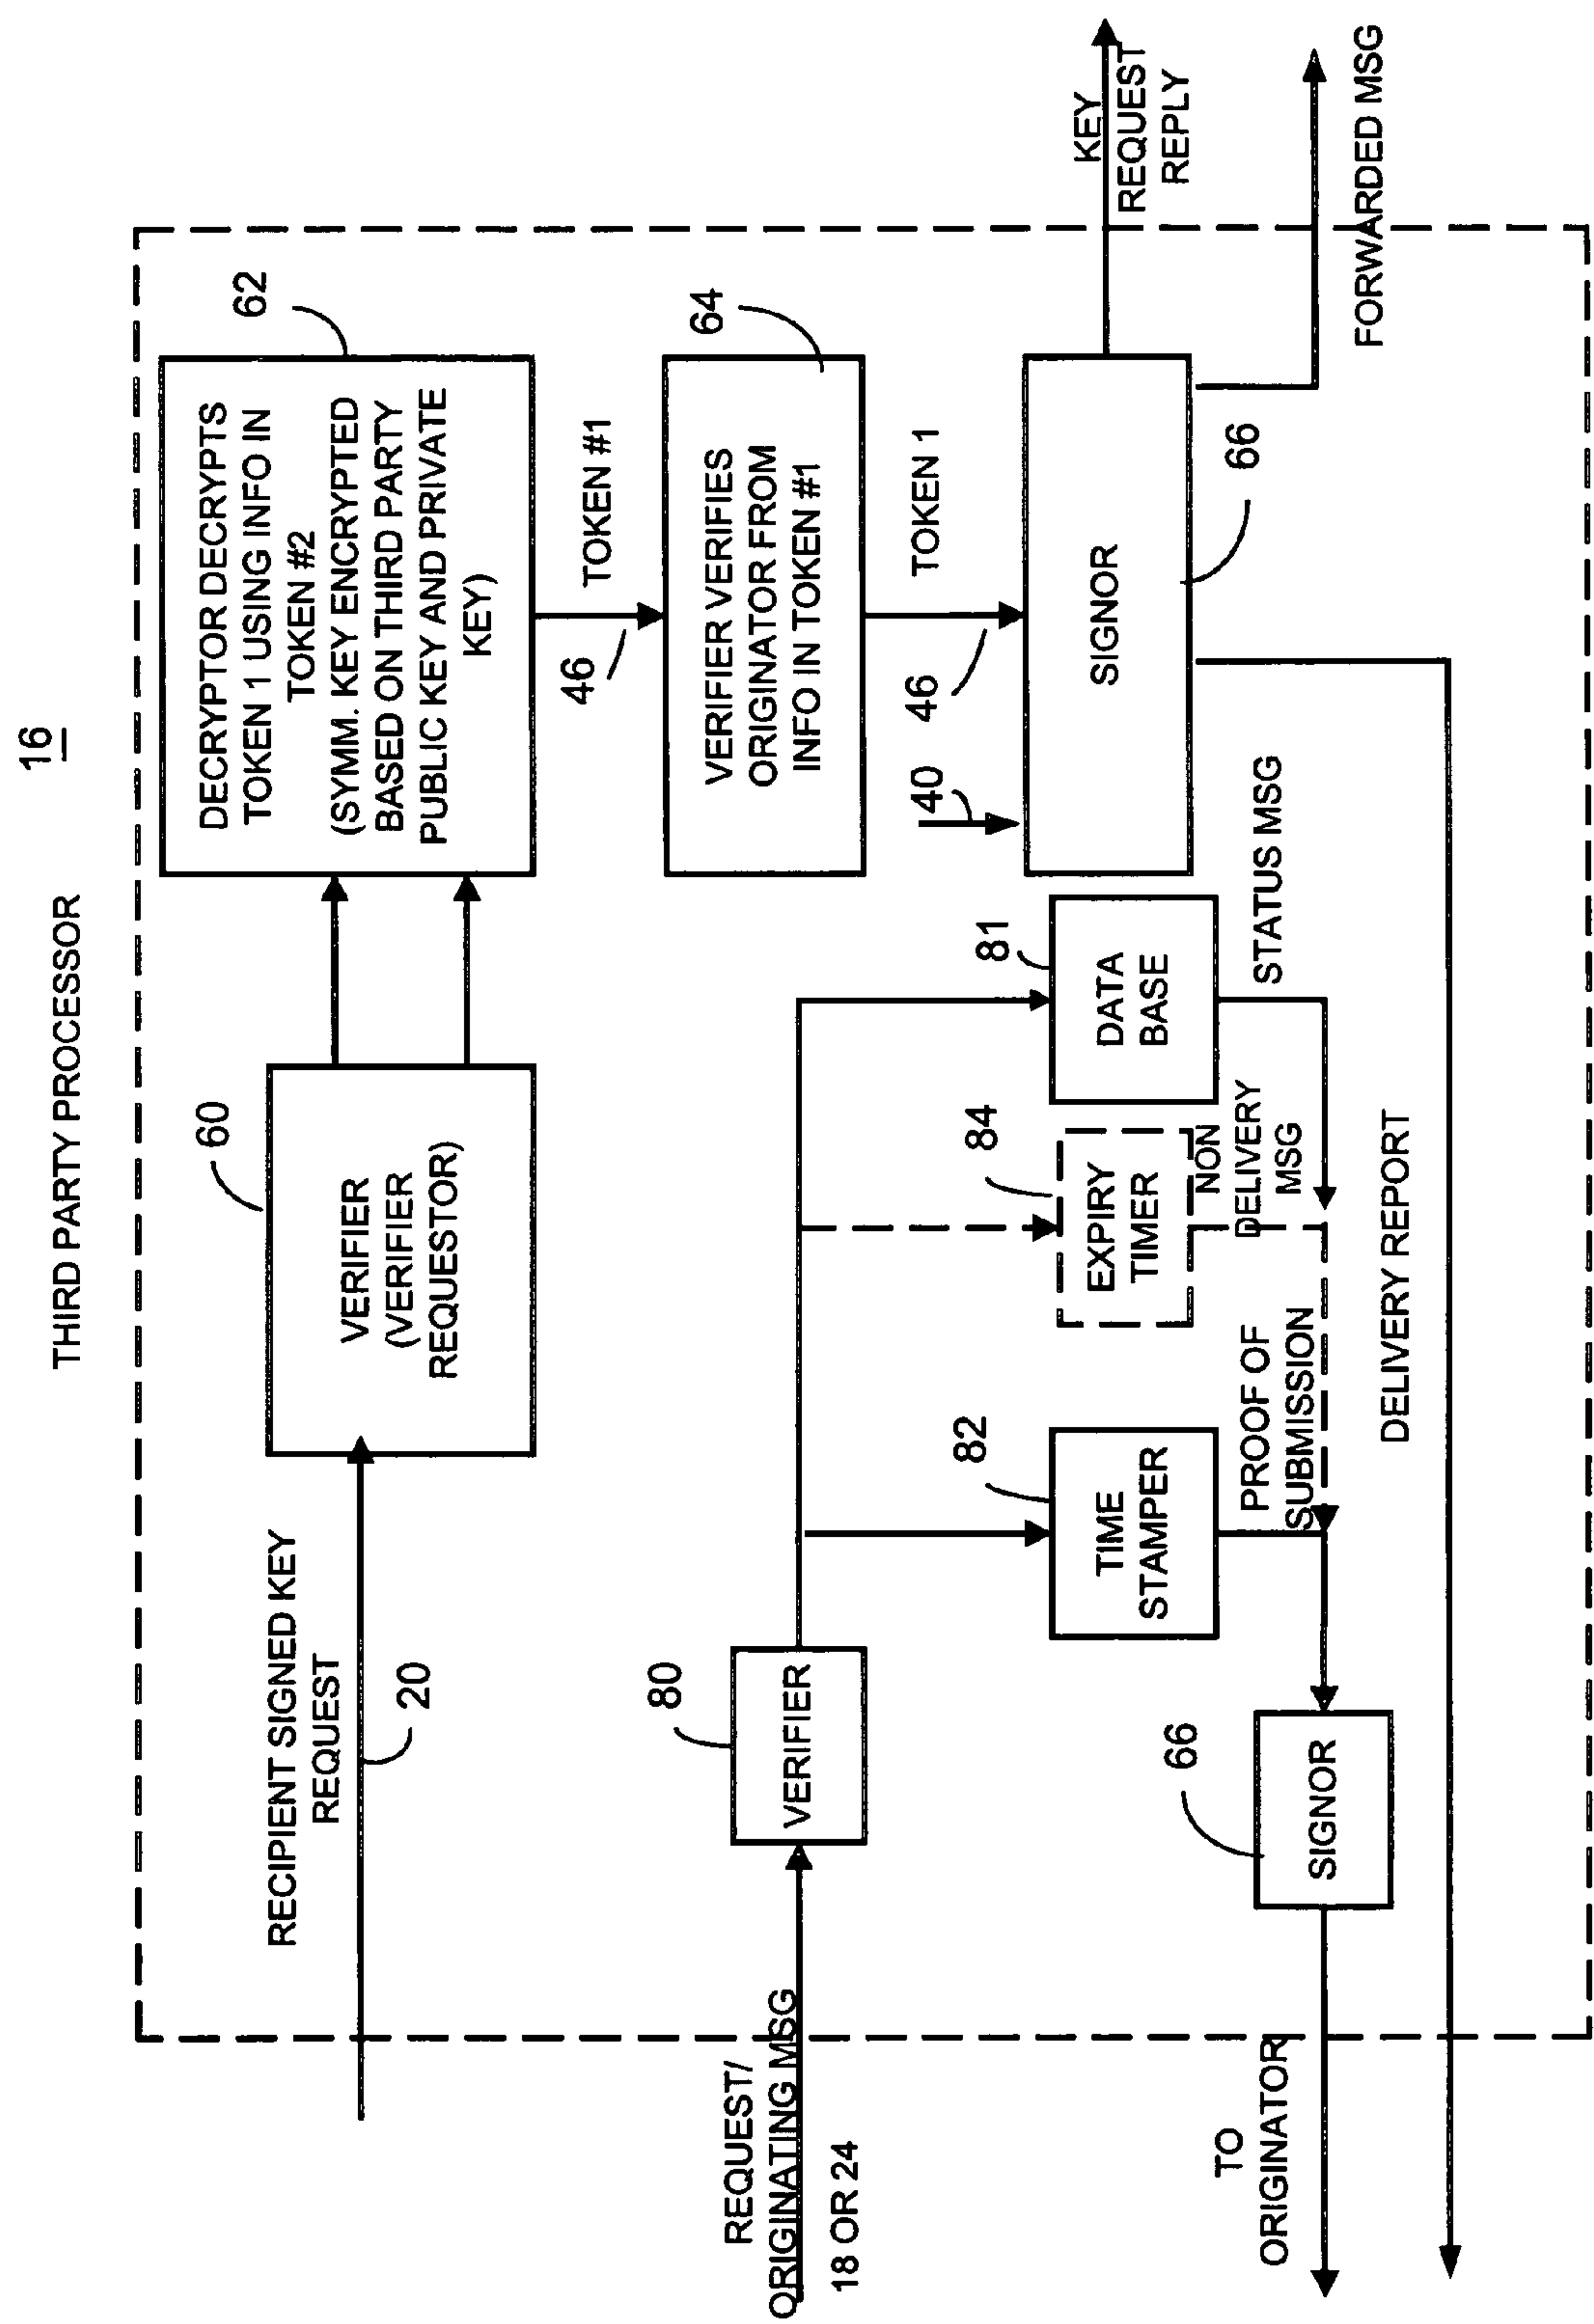 THIRD PARTY PROCESSOR
16
RECIPIENT SIGNED KEY
REQUEST
20
60
VERIFIER
(VERIFIER
REQUESTOR)
62
DECRYPTOR DECRYPTS
TOKEN 1 USING INFO IN
TOKEN #2
(SYMM. KEY ENCRYPTED
BASED ON THIRD PARTY
PUBLIC KEY AND PRIVATE
KEY)
46
TOKEN #1
64
VERIFIER VERIFIES
ORIGINATOR FROM
INFO IN TOKEN #1
40
46
TOKEN 1
SIGNOR
66
KEY
REQUEST
REPLY
FORWARDED MSG
REQUEST/
ORIGINATING MSG
18 OR 24
80
VERIFIER
82
TIME
STAMPER
84
EXPIRY
TIMER
81
DATA
BASE
NON
DELIVERY
MSG
STATUS MSG
PROOF OF
SUBMISSION
66
SIGNOR
TO
ORIGINATOR
DELIVERY REPORT